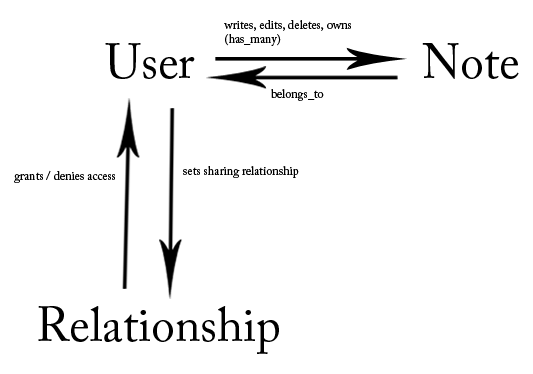 writes, edits, deletes, owns
(has_many)
User
Note
belongs_to
grants / denies access
sets sharing relationship
Relationship